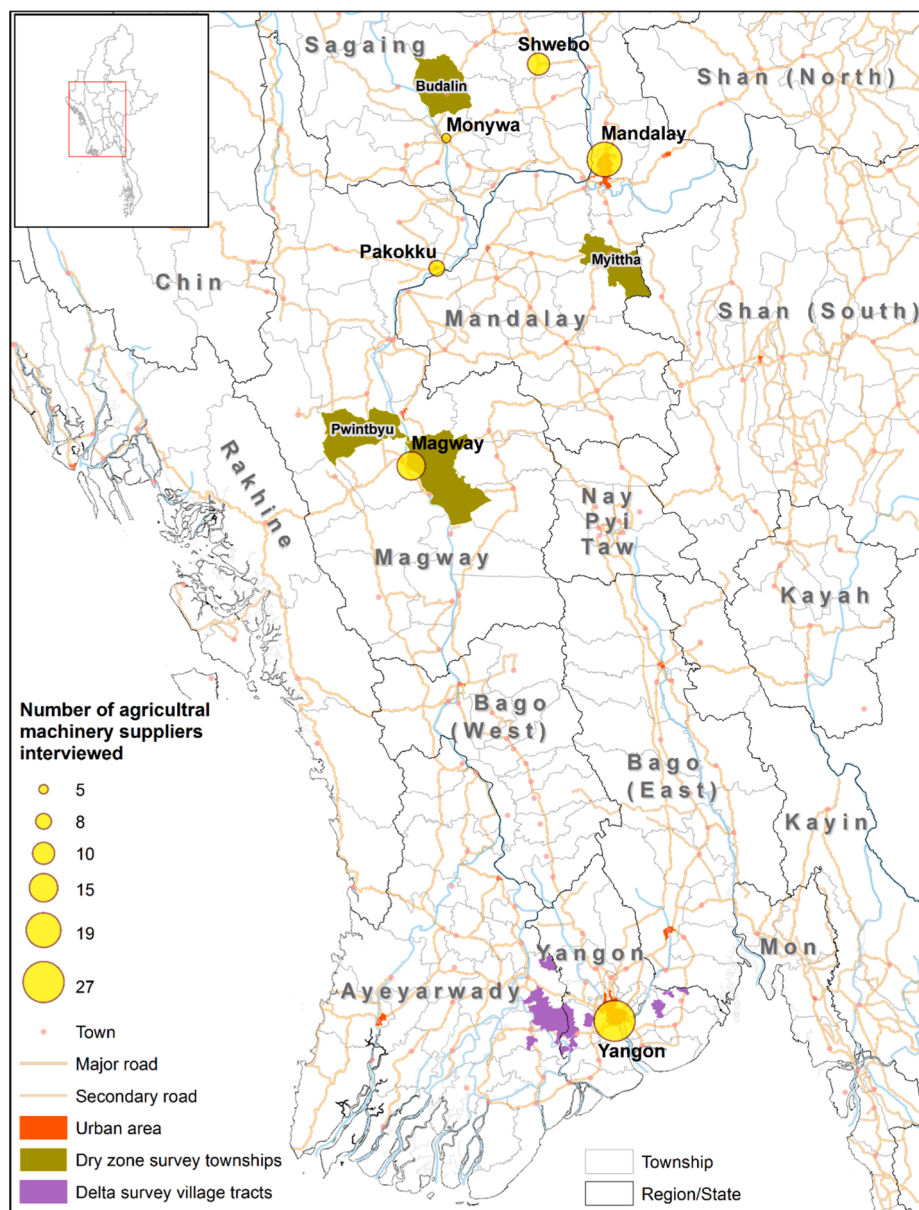 Sagaing
Shwebo
Shan (North)
Budalin
Monywa
Mandalay
Pakokku
Myittha
Chin
Mandalay
Shan (South)
Pwintbyu
Magway
Rakhine
Nay
Pyi
Taw
Magway
Kayah
Bago
(West)
Bago
(East)
Kayin
Yangon
Mon
Ayeyarwady
Yangon
Number of agricultral
machinery suppliers
interviewed
5
8
10
15
19
27
Town
Major road
Secondary road
Urban area
Dry zone survey townships
Delta survey village tracts
Township
Region/State